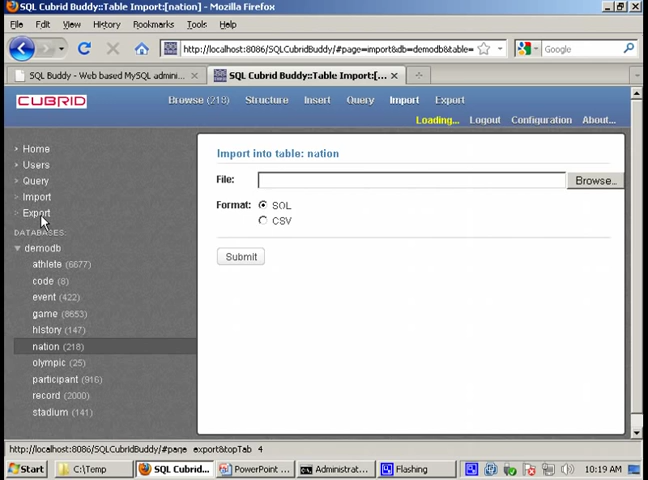 SQL Cubrid Buddy::Table Import:[nation] - Mozilla Firefox
File Edit View History Bookmarks Tools Help
http://localhost:8086/SQLCubridBuddy/#page=import&db=demodb&table=
Google
SQL Buddy - Web based MySQL admini...
SQL Cubrid Buddy::Table Import:[...
CUBRID
Browse (218) Structure Insert Query Import Export
Loading... Logout Configuration About...
Home
Users
Query
Import
Export
DATABASES:
demodb
athlete (6677)
code (8)
event (422)
game (8653)
history (147)
nation (218)
olympic (25)
participant (916)
record (2000)
stadium (141)
Import into table: nation
File: Browse...
Format: SQL
CSV
Submit
http://localhost:8086/SQLCubridBuddy/#page export&topTab 4
Start C:\Temp SQL Cubrid... PowerPoint ... Administrat... Flashing 10:19 AM